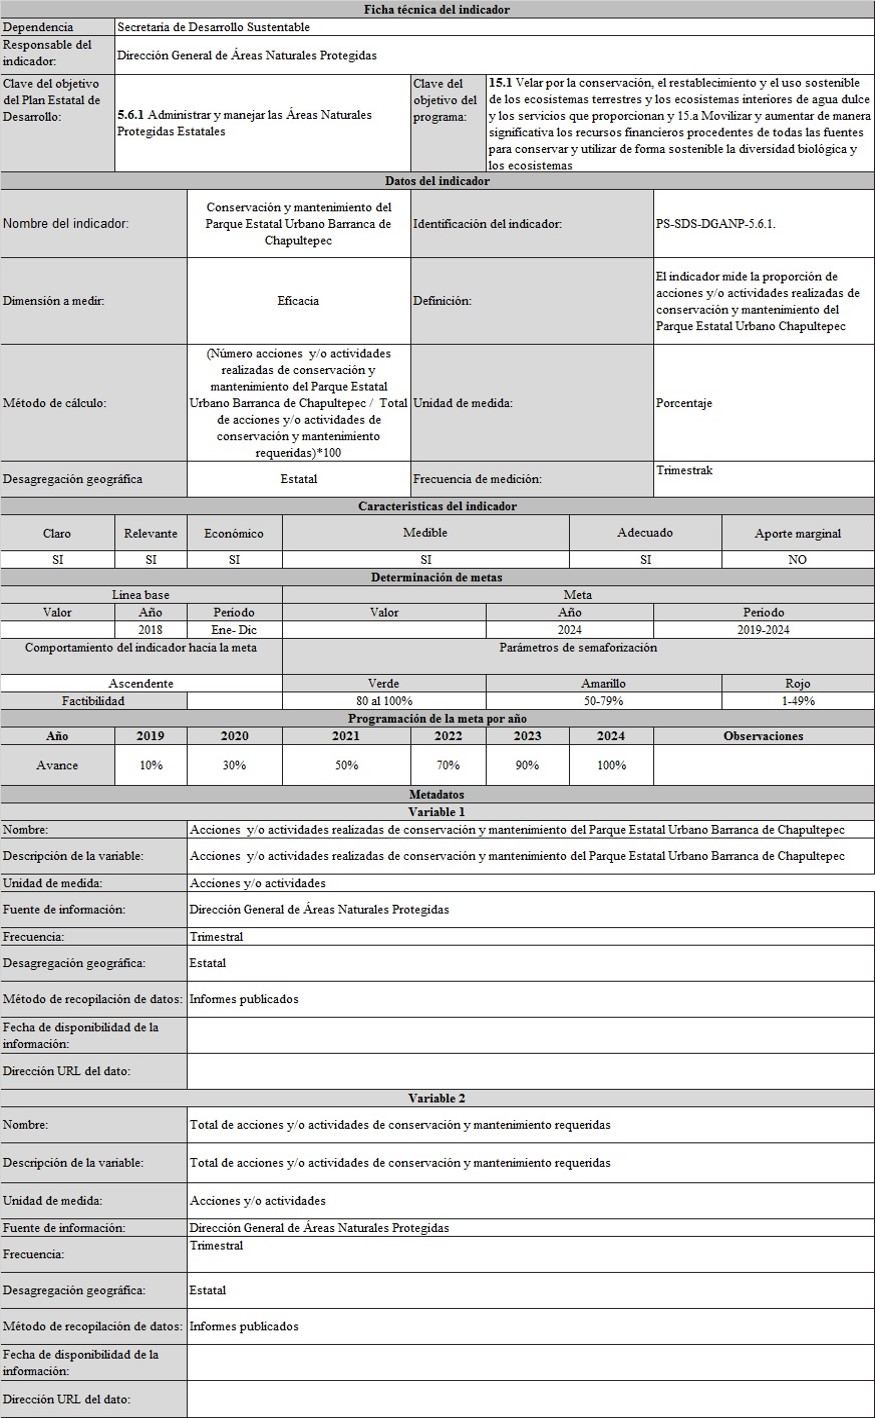 Ficha técnica del indicador
Dependencia
Secretaria de Desarrollo Sustentable
Responsable del
indicador:
Dirección General de Áreas Naturales Protegidas
Clave del objetivo
del Plan Estatal de
Desarrollo:
5.6.1 Administrar y manejar las Áreas Naturales
Protegidas Estatales
Clave del
objetivo del
programa:
15.1 Velar por la conservación, el restablecimiento y el uso sostenible
de los ecosistemas terrestres y los ecosistemas interiores de agua dulce
y los servicios que proporcionan y 15.a Movilizar y aumentar de manera
significativa los recursos financieros procedentes de todas las fuentes
para conservar y utilizar de forma sostenible la diversidad biológica y
los ecosistemas
Datos del indicador
Nombre del indicador:
Conservación y mantenimiento del
Parque Estatal Urbano Barranca de
Chapultepec
Identificación del indicador:
PS-SDS-DGANP-5.6.1.
Dimensión a medir:
Eficacia
Definición:
El indicador mide la proporción de
acciones y/o actividades realizadas de
conservación y mantenimiento del
Parque Estatal Urbano Chapultepec
Método de cálculo:
(Número acciones y/o actividades
realizadas de conservación y
mantenimiento del Parque Estatal
Urbano Barranca de Chapultepec / Total
de acciones y/o actividades de
conservación y mantenimiento
requeridas)*100
Unidad de medida:
Porcentaje
Desagregación geográfica
Estatal
Frecuencia de medición:
Trimestrak
Caracteristicas del indicador
Claro Relevante Económico Medible Adecuado Aporte marginal
SI SI SI SI SI NO
Determinación de metas
Línea base Meta
Valor Año Periodo Valor Año Periodo
2018 Ene- Dic 2024 2019-2024
Comportamiento del indicador hacia la meta Parámetros de semaforización
Ascendente Verde Amarillo Rojo
Factibilidad 80 al 100% 50-79% 1-49%
Programación de la meta por año
Año 2019 2020 2021 2022 2023 2024 Observaciones
Avance 10% 30% 50% 70% 90% 100%
Metadatos
Variable 1
Nombre: Acciones y/o actividades realizadas de conservación y mantenimiento del Parque Estatal Urbano Barranca de Chapultepec
Descripción de la variable: Acciones y/o actividades realizadas de conservación y mantenimiento del Parque Estatal Urbano Barranca de Chapultepec
Unidad de medida: Acciones y/o actividades
Fuente de información: Dirección General de Áreas Naturales Protegidas
Frecuencia: Trimestral
Desagregación geográfica: Estatal
Método de recopilación de datos: Informes publicados
Fecha de disponibilidad de la
información:
Dirección URL del dato:
Variable 2
Nombre: Total de acciones y/o actividades de conservación y mantenimiento requeridas
Descripción de la variable: Total de acciones y/o actividades de conservación y mantenimiento requeridas
Unidad de medida: Acciones y/o actividades
Fuente de información: Dirección General de Áreas Naturales Protegidas
Frecuencia: Trimestral
Desagregación geográfica: Estatal
Método de recopilación de datos: Informes publicados
Fecha de disponibilidad de la
información:
Dirección URL del dato: